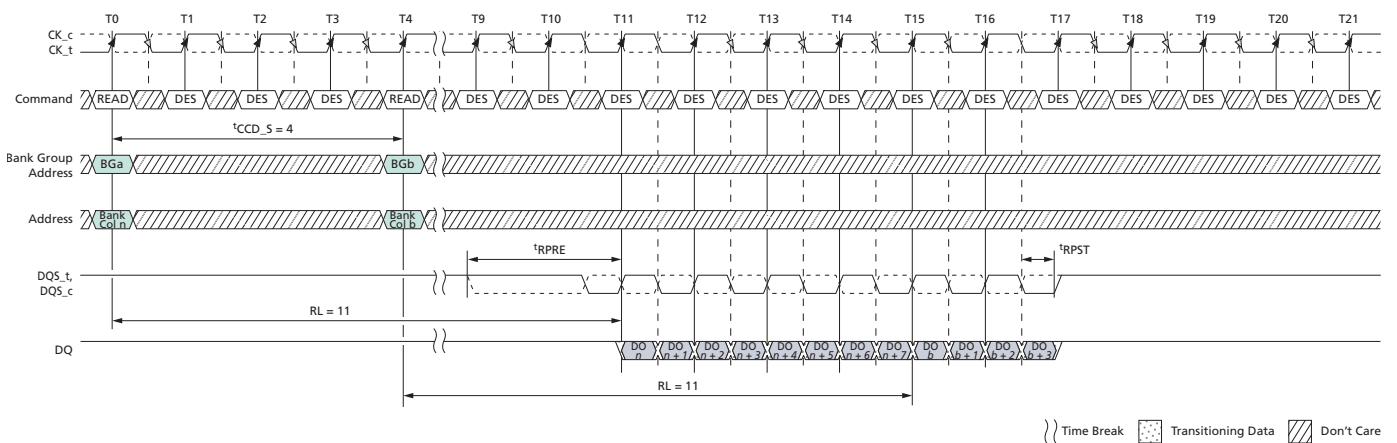 T0 T1 T2 T3 T4 T9 T10 T11 T12 T13 T14 T15 T16 T17 T18 T19 T20 T21
CK_c
CK_t
Command READ DES DES DES READ DES DES DES DES DES DES DES DES DES DES DES DES DES
tCCD_S = 4
Bank Group
Address
BGa BGb
Address
Bank
Col n
Bank
Col b
tRPRE tRPST
DQS_t,
DQS_c
RL = 11
DQ
DO
n
DO
n + 1
DO
n + 2
DO
n + 3
DO
n + 4
DO
n + 5
DO
n + 6
DO
n + 7
DO
b
DO
b + 1
DO
b + 2
DO
b + 3
RL = 11
Time Break Transitioning Data Don't Care